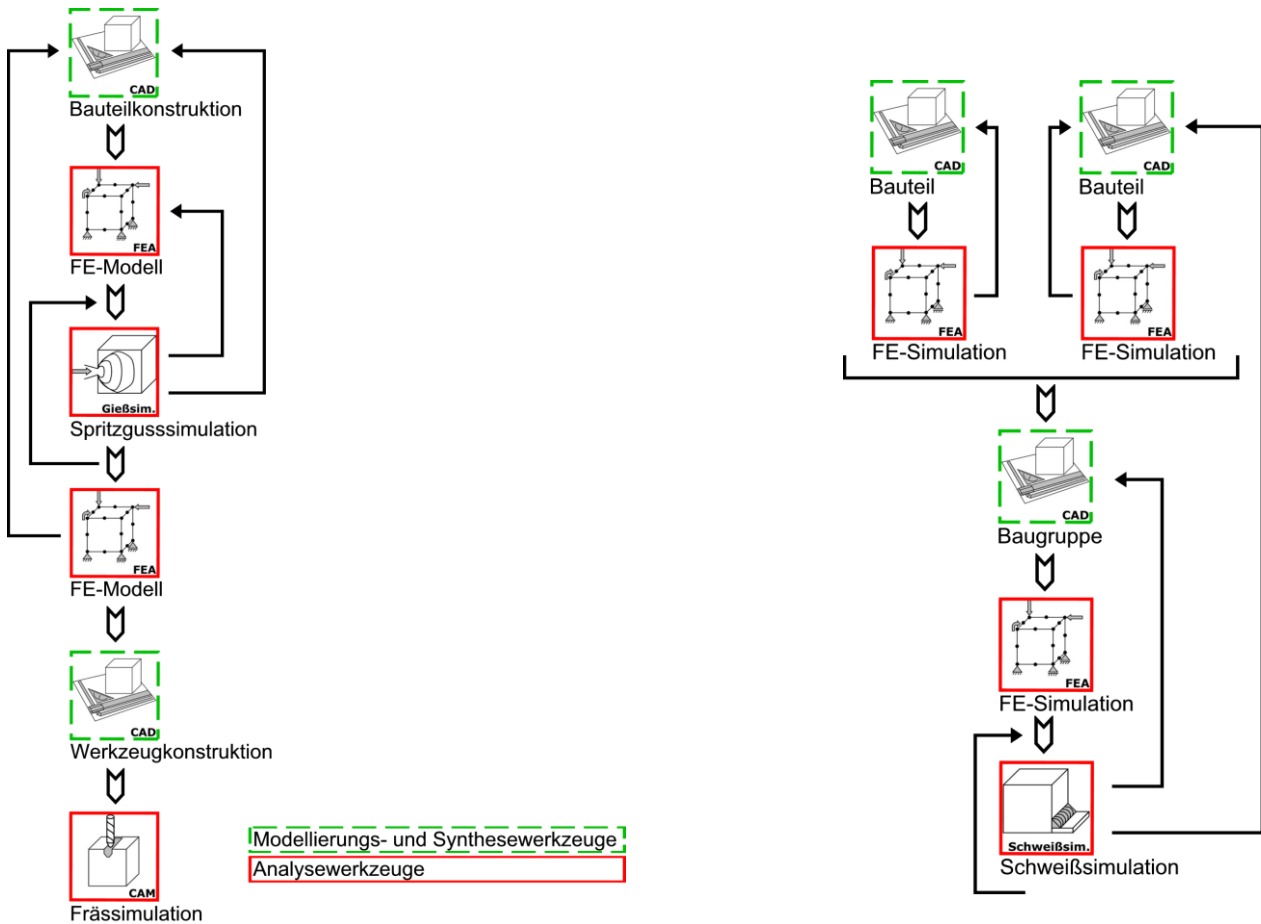 CAD
Bauteilkonstruktion
FEA
FE-Modell
Gießsim.
Spritzgusssimulation
FEA
FE-Modell
CAD
Werkzeugkonstruktion
CAM
Frässimulation
Modellierungs- und Synthesewerkzeuge
Analysewerkzeuge
CAD
Bauteil
CAD
Bauteil
FEA
FE-Simulation
FEA
FE-Simulation
CAD
Baugruppe
FEA
FE-Simulation
Schweißsim.
Schweißsimulation